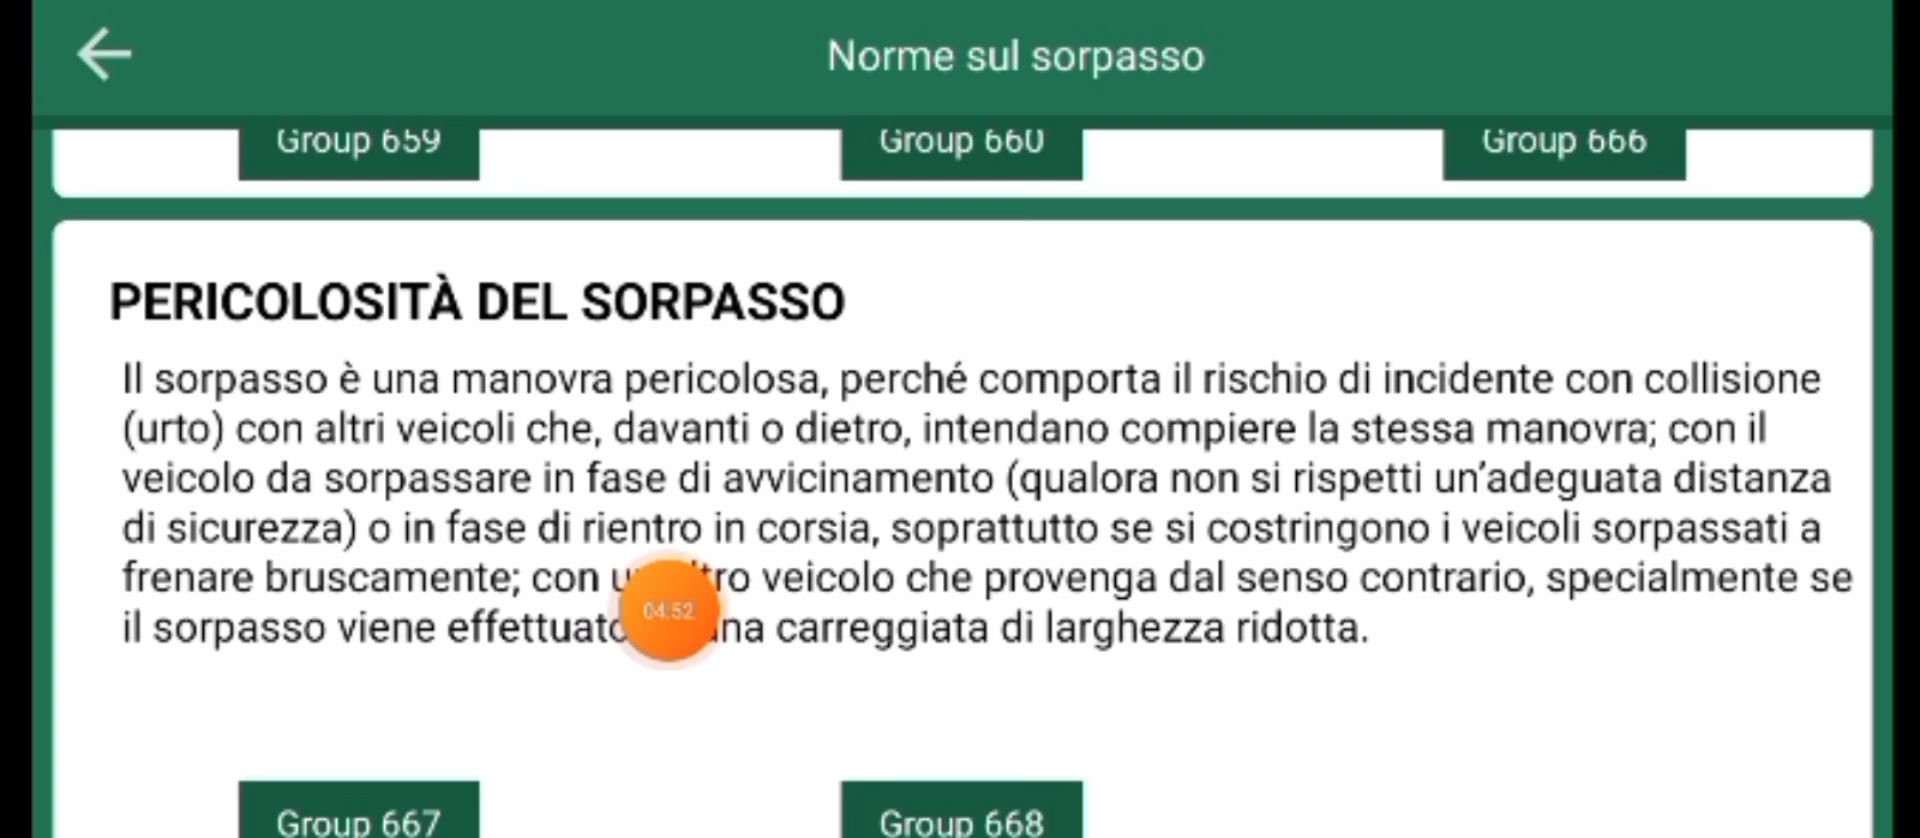 Norme sul sorpasso
Group 659 Group 660 Group 666
PERICOLOSITÀ DEL SORPASSO
Il sorpasso è una manovra pericolosa, perché comporta il rischio di incidente con collisione
(urto) con altri veicoli che, davanti o dietro, intendano compiere la stessa manovra; con il
veicolo da sorpassare in fase di avvicinamento (qualora non si rispetti un'adeguata distanza
di sicurezza) o in fase di rientro in corsia, soprattutto se si costringono i veicoli sorpassati a
frenare bruscamente; con veicolo che provenga dal senso contrario, specialmente se
il sorpasso viene carreggiata di larghezza ridotta.
04:52
Group 667 Group 668